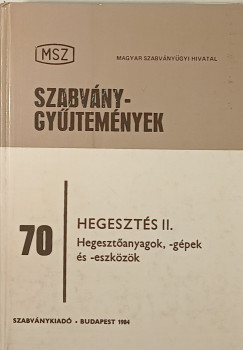 MSZ
MAGYAR SZABVÁNYÜGYI HIVATAL
SZABVÁNY-
GYŰJTEMÉNYEK
70
HEGESZTÉS II.
Hegesztőanyagok, -gépek
és -eszközök
SZABVÁNYKIADÓ - BUDAPEST 1984